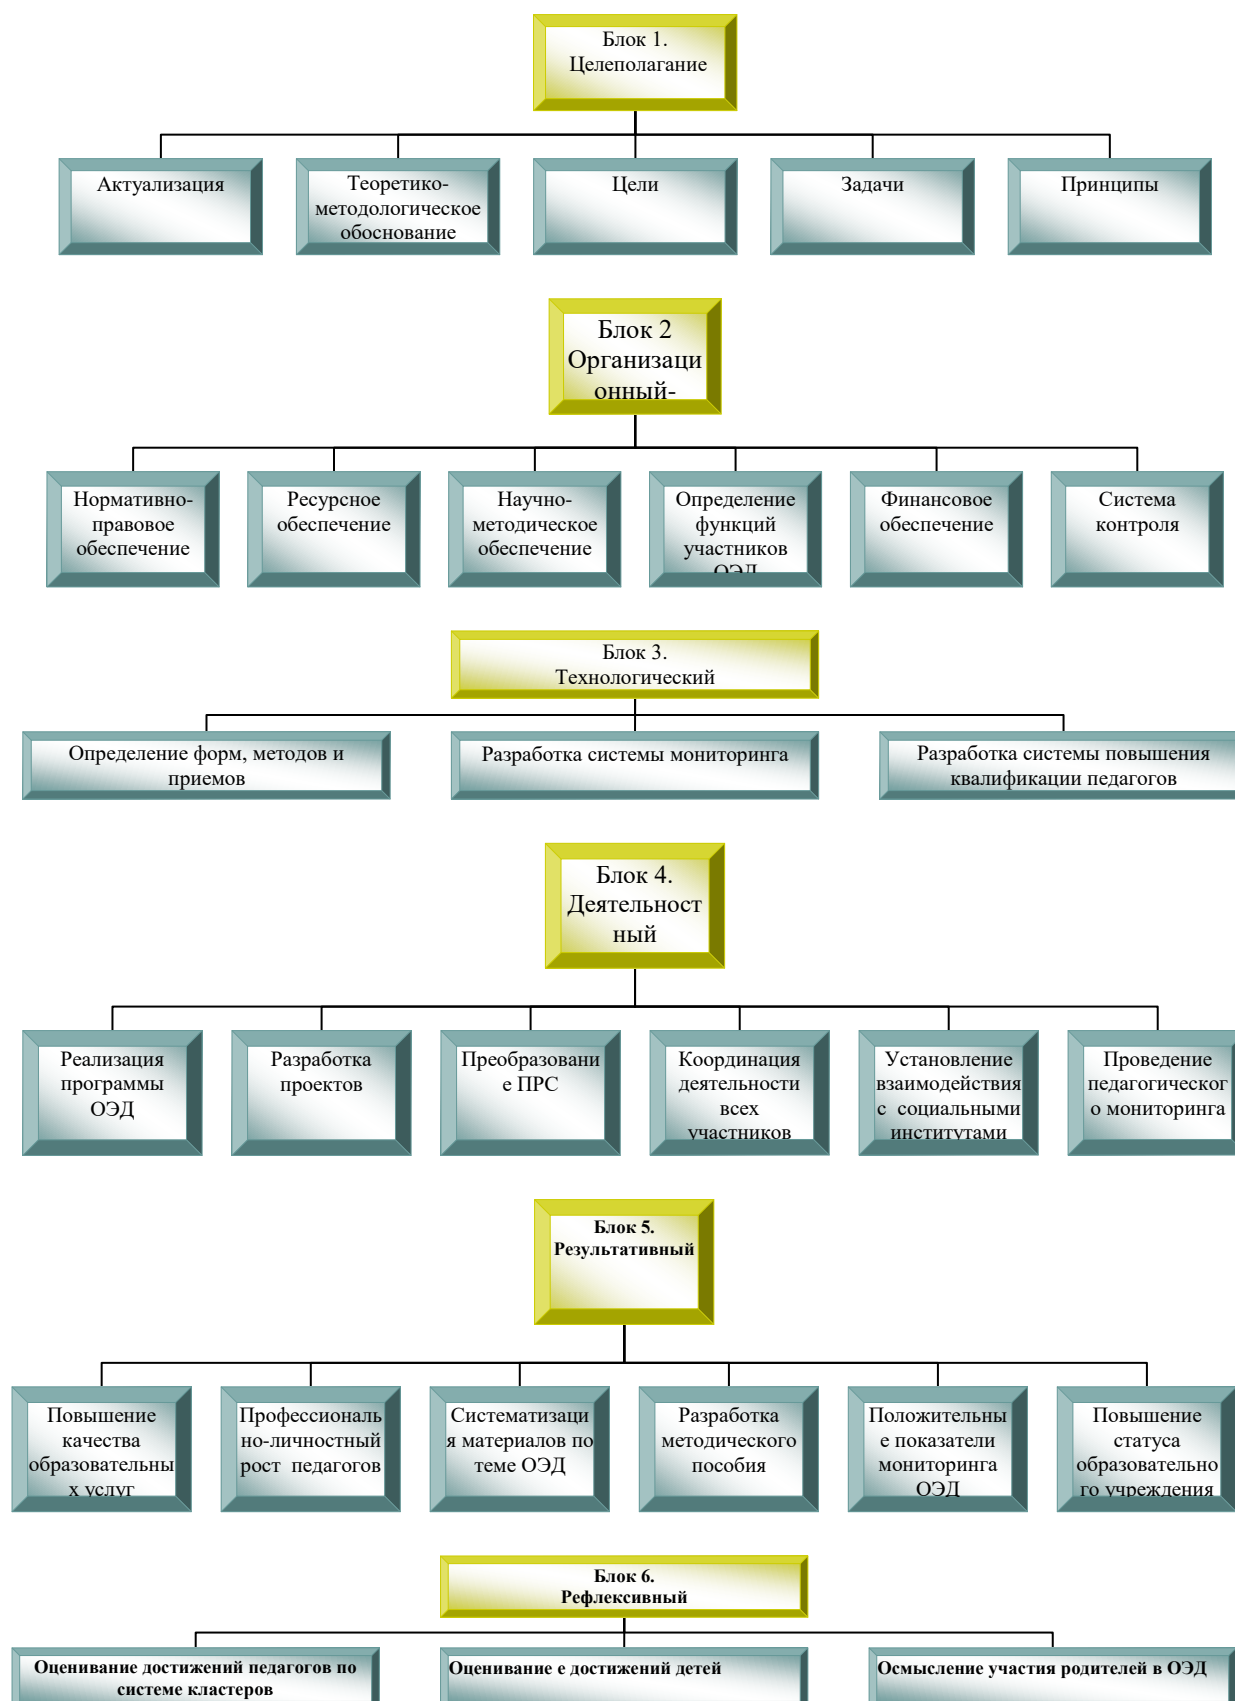 Блок 1.
Целеполагание
Актуализация
Теоретико-
методологическое
обоснование
Цели
Задачи
Принципы
Блок 2
Организаци
онный-
Нормативно-
правовое
обеспечение
Ресурсное
обеспечение
Научно-
методическое
обеспечение
Определение
функций
участников
ОЭД
Финансовое
обеспечение
Система
контроля
Блок 3.
Технологический
Определение форм, методов и
приемов
Разработка системы мониторинга
Разработка системы повышения
квалификации педагогов
Блок 4.
Деятельност
ный
Реализация
программы
ОЭД
Разработка
проектов
Преобразовани
е ПРС
Координация
деятельности
всех
участников
Установление
взаимодействия
с социальными
институтами
Проведение
педагогическог
о мониторинга
Блок 5.
Результативный
Повышение
качества
образовательны
х услуг
Профессиональ
но-личностный
рост педагогов
Систематизаци
я материалов по
теме ОЭД
Разработка
методического
пособия
Положительны
е показатели
мониторинга
ОЭД
Повышение
статуса
образовательно
го учреждения
Блок 6.
Рефлексивный
Оценивание достижений педагогов по
системе кластеров
Оценивание е достижений детей
Осмысление участия родителей в ОЭД